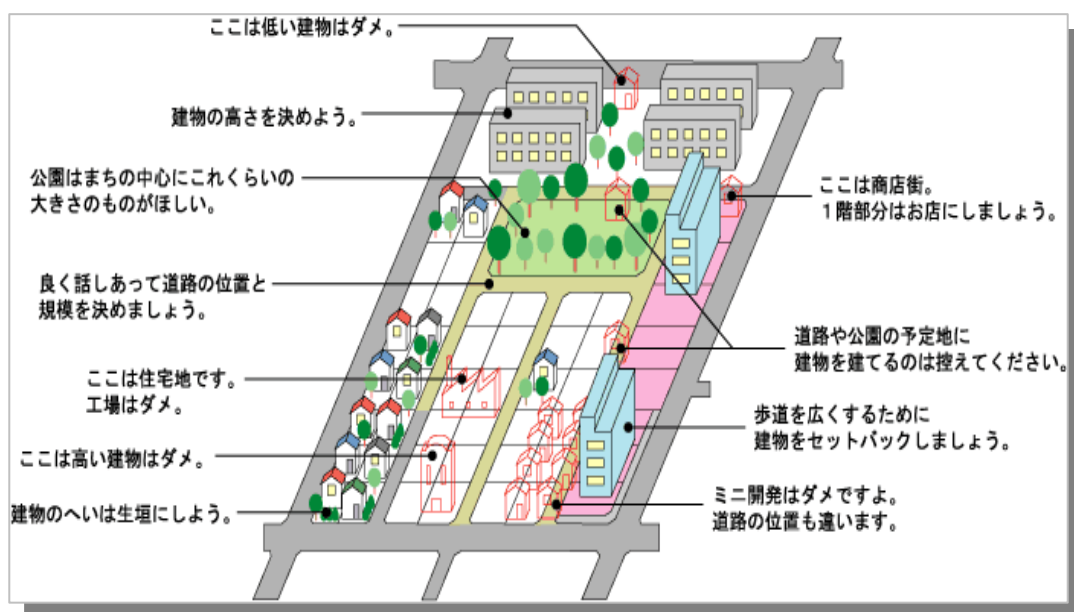 ここは低い建物はダメ。
建物の高さを決めよう。
公園はまちの中心にこれくらいの
大きさのものがほしい。
ここは商店街。
１階部分はお店にしましょう。
良く話しあって道路の位置と
規模を決めましょう。
道路や公園の予定地に
建物を建てるのは控えてください。
ここは住宅地です。
工場はダメ。
歩道を広くするために
建物をセットバックしましょう。
ここは高い建物はダメ。
ミニ開発はダメですよ。
道路の位置も違います。
建物のへいは生垣にしよう。